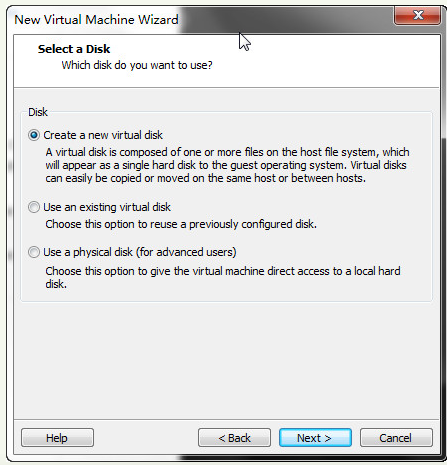 New Virtual Machine Wizard
Select a Disk
Which disk do you want to use?
Disk
Create a new virtual disk
A virtual disk is composed of one or more files on the host file system, which
will appear as a single hard disk to the guest operating system. Virtual disks
can easily be copied or moved on the same host or between hosts.
Use an existing virtual disk
Choose this option to reuse a previously configured disk.
Use a physical disk (for advanced users)
Choose this option to give the virtual machine direct access to a local hard
disk.
Help
< Back
Next >
Cancel